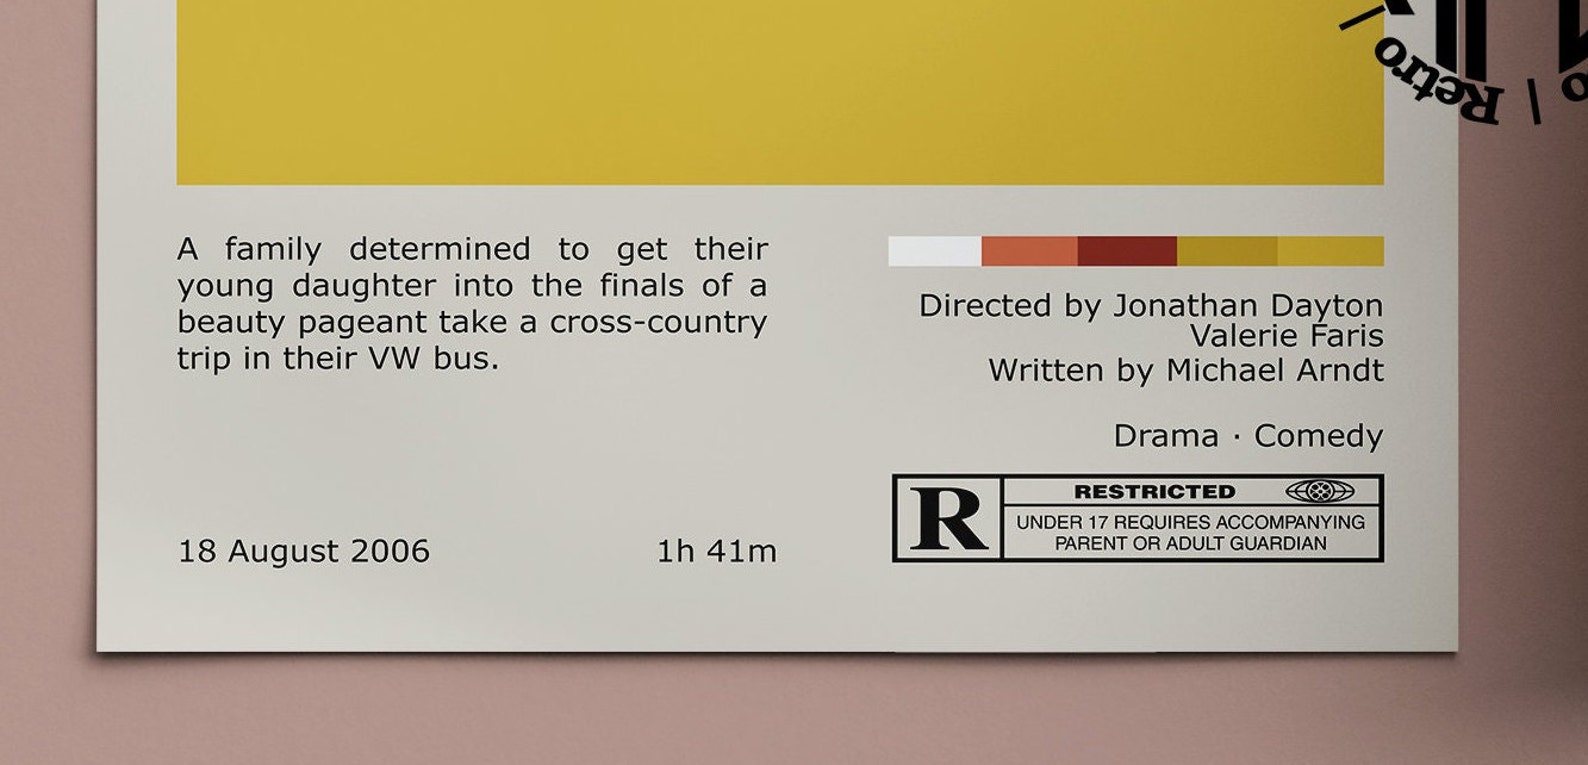 A family determined to get their
young daughter into the finals of a
beauty pageant take a cross-country
trip in their VW bus.
18 August 2006
1h 41m
Directed by Jonathan Dayton
Valerie Faris
Written by Michael Arndt
Drama · Comedy
R
RESTRICTED
UNDER 17 REQUIRES ACCOMPANYING
PARENT OR ADULT GUARDIAN
| Retro |